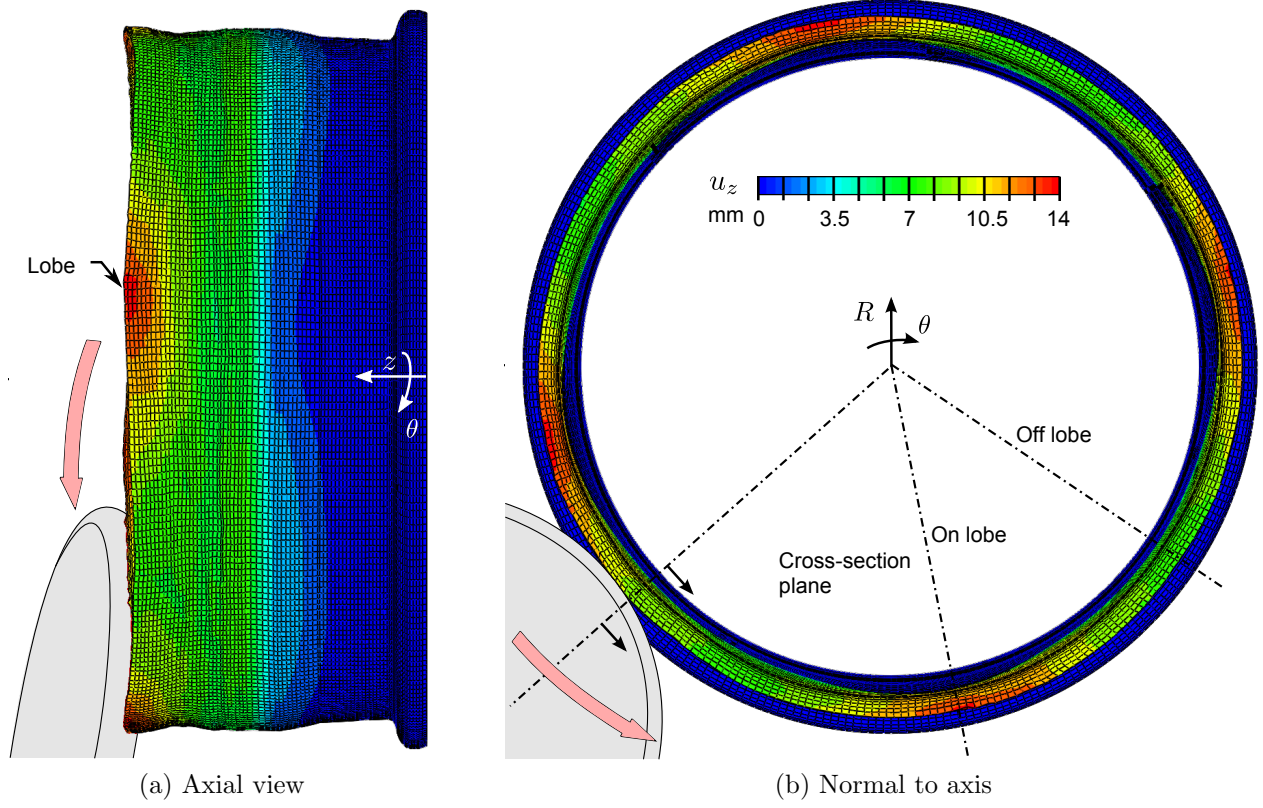 Lobe
z
θ
(a) Axial view
u_z
mm 0 3.5 7 10.5 14
R θ
Off lobe
On lobe
Cross-section
plane
(b) Normal to axis